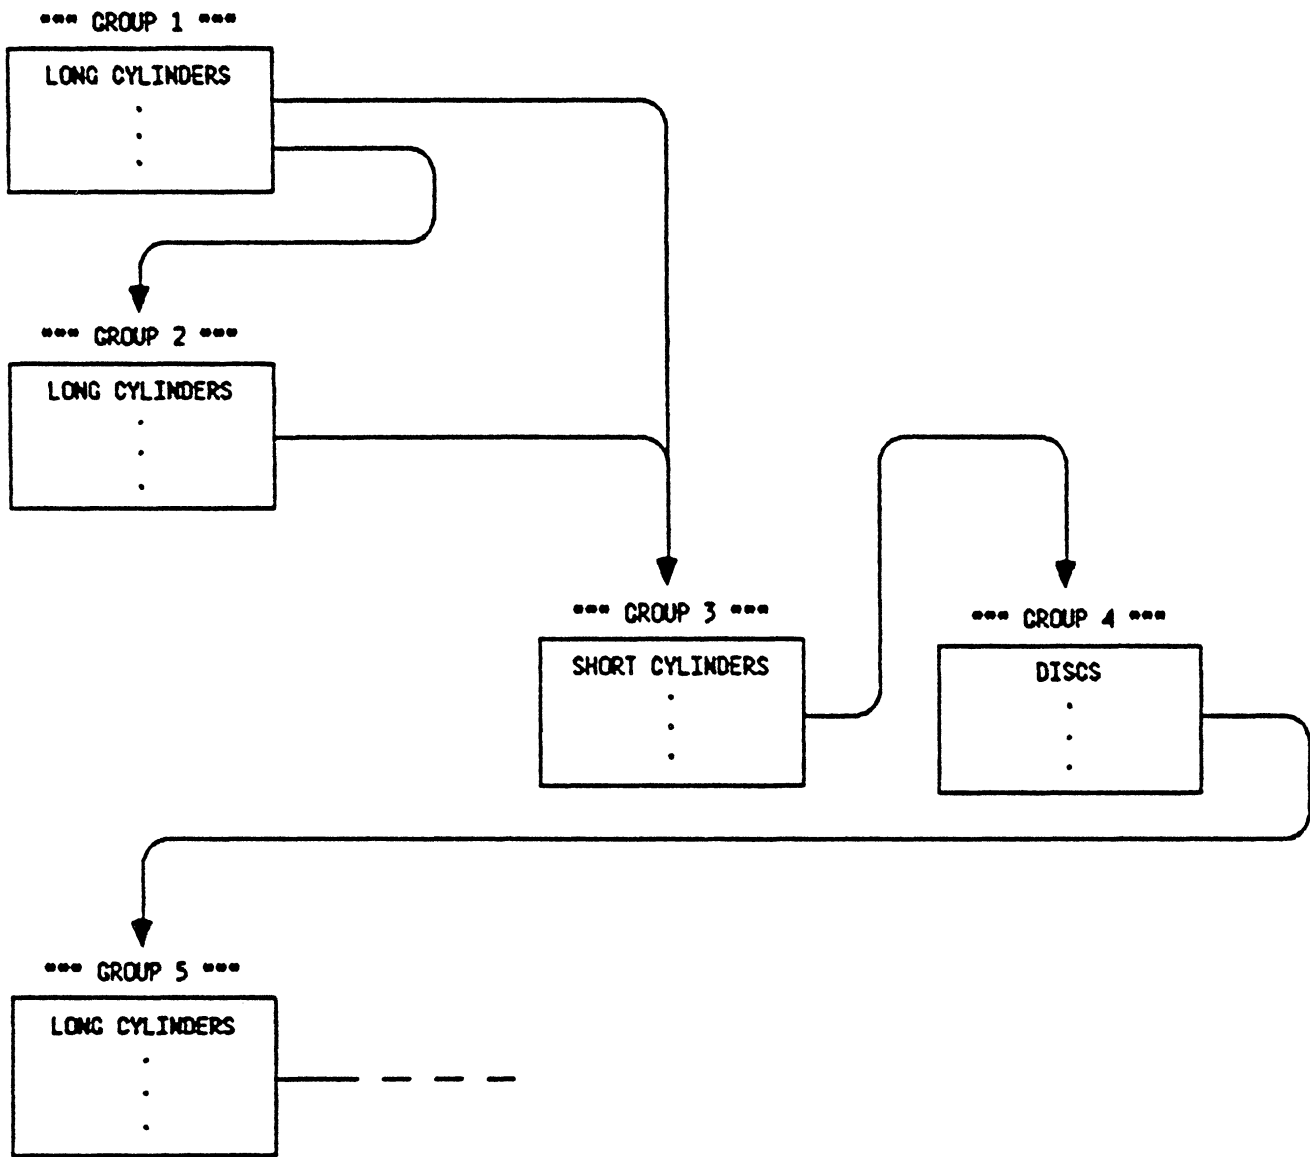 *** GROUP 1 ***
LONG CYLINDERS
.
.
.
*** GROUP 2 ***
LONG CYLINDERS
.
.
.
*** GROUP 3 ***
SHORT CYLINDERS
.
.
.
*** GROUP 4 ***
DISCS
.
.
.
*** GROUP 5 ***
LONG CYLINDERS
.
.
.